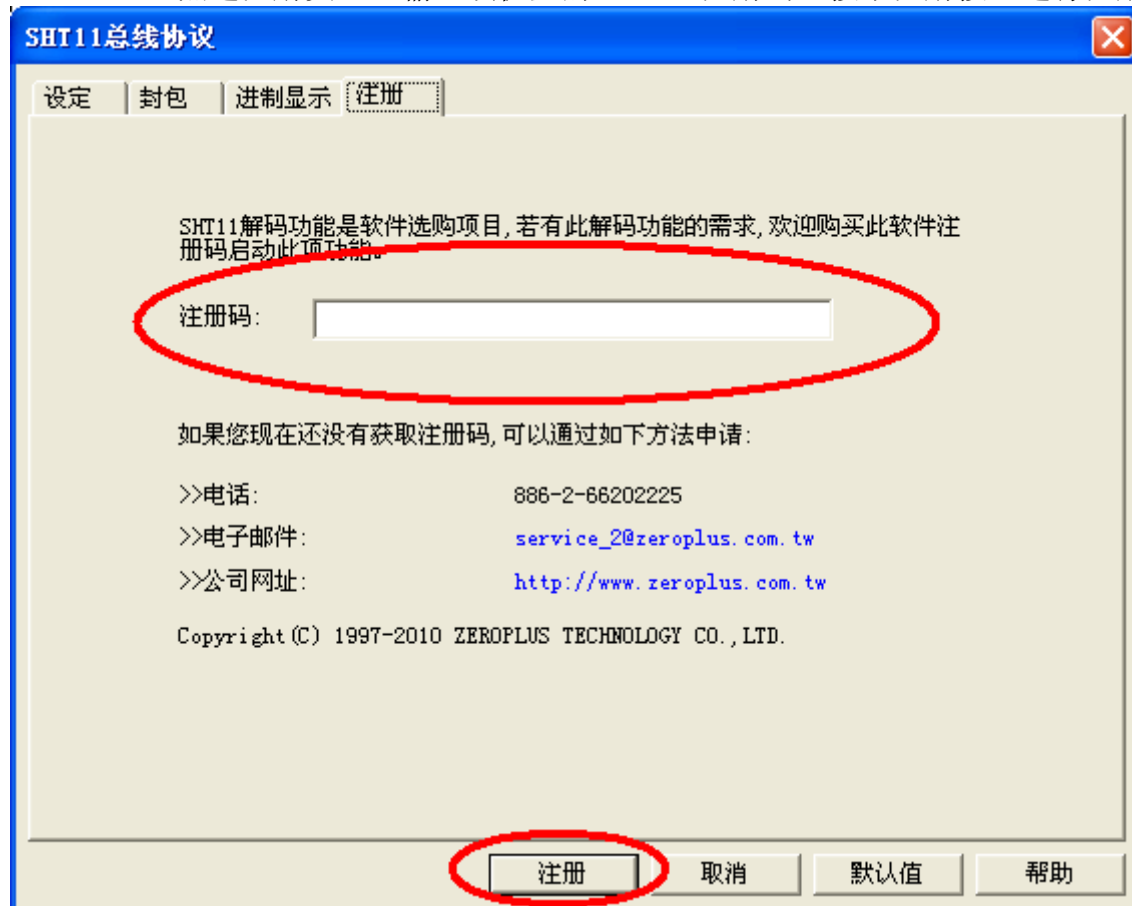 SHT11总线协议
设定 封包 进制显示 注册
SHT11解码功能是软件选购项目,若有此解码功能的需求,欢迎购买此软件注
册码启动此项功能。
注册码:
如果您现在还没有获取注册码,可以通过如下方法申请:
>>电话: 886-2-66202225
>>电子邮件: service_2@zeroplus.com.tw
>>公司网址: http://www.zeroplus.com.tw
Copyright(C) 1997-2010 ZEROPLUS TECHNOLOGY CO.,LTD.
注册 取消 默认值 帮助